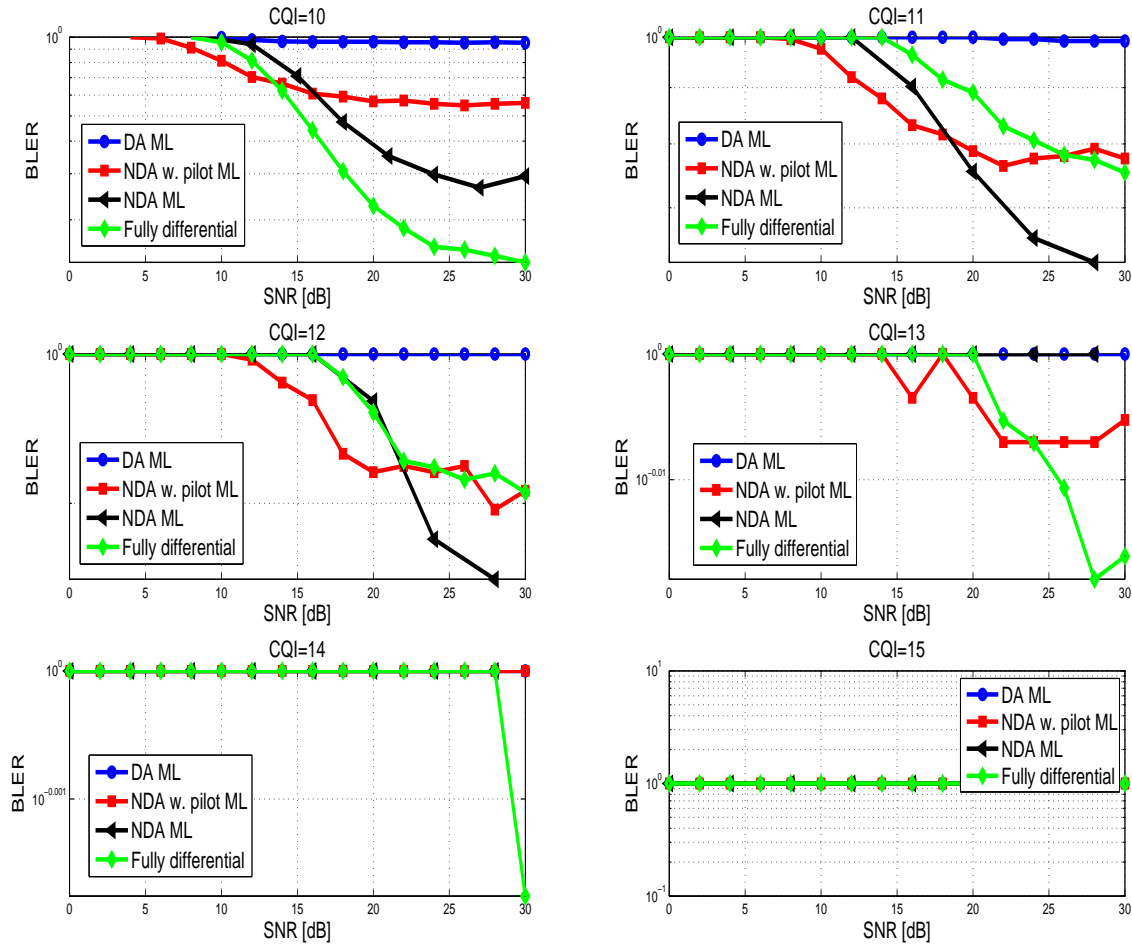 CQI=10
10^0
BLER
DA ML
NDA w. pilot ML
NDA ML
Fully differential
0 5 10 15 20 25 30
SNR [dB]
CQI=11
10^0
BLER
DA ML
NDA w. pilot ML
NDA ML
Fully differential
0 5 10 15 20 25 30
SNR [dB]
CQI=12
10^0
BLER
DA ML
NDA w. pilot ML
NDA ML
Fully differential
0 5 10 15 20 25 30
SNR [dB]
CQI=13
10^0
10^-0.01
BLER
DA ML
NDA w. pilot ML
NDA ML
Fully differential
0 5 10 15 20 25 30
SNR [dB]
CQI=14
10^0
10^-0.001
BLER
DA ML
NDA w. pilot ML
NDA ML
Fully differential
0 5 10 15 20 25 30
SNR [dB]
CQI=15
10^1
10^0
10^-1
BLER
DA ML
NDA w. pilot ML
NDA ML
Fully differential
0 5 10 15 20 25 30
SNR [dB]